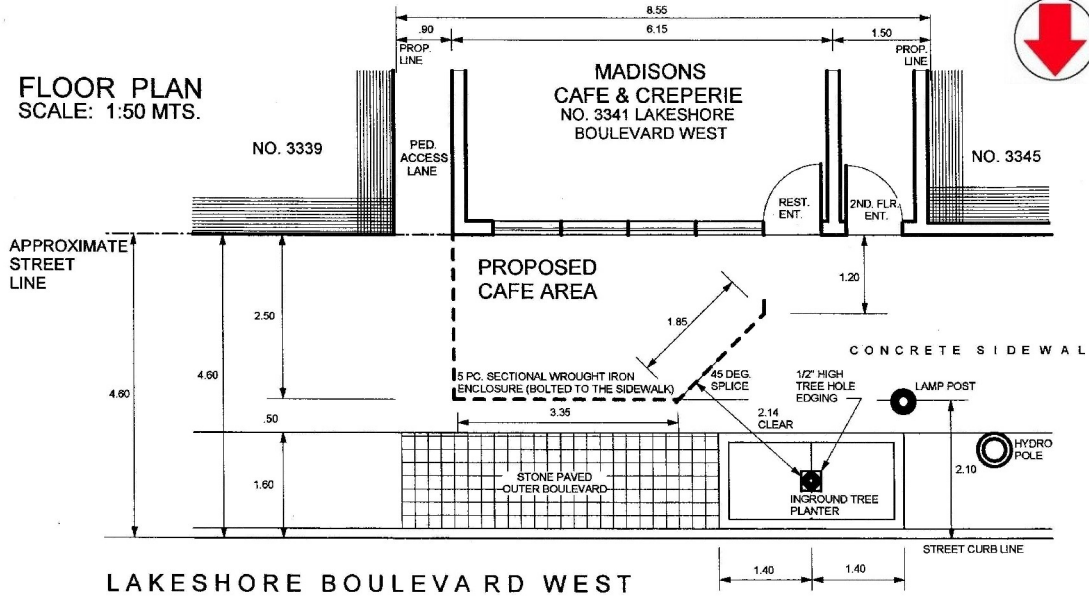 8.55
.90
6.15
1.50
PROP.
LINE
PROP.
LINE
FLOOR PLAN
SCALE: 1:50 MTS.
MADISONS
CAFE & CREPERIE
NO. 3341 LAKESHORE
BOULEVARD WEST
NO. 3339
PED.
ACCESS
LANE
NO. 3345
REST.
ENT.
2ND. FLR.
ENT.
APPROXIMATE
STREET
LINE
PROPOSED
CAFE AREA
1.20
2.50
1.85
CONCRETE SIDEWAL
4.60
4.60
5 PC. SECTIONAL WROUGHT IRON
ENCLOSURE (BOLTED TO THE SIDEWALK)
45 DEG.
SPLICE
1/2" HIGH
TREE HOLE
EDGING
LAMP POST
.50
3.35
2.14
CLEAR
HYDRO
POLE
2.10
1.60
STONE PAVED
OUTER BOULEVARD
INGROUND TREE
PLANTER
STREET CURB LINE
1.40
1.40
LAKESHORE BOULEVARD WEST